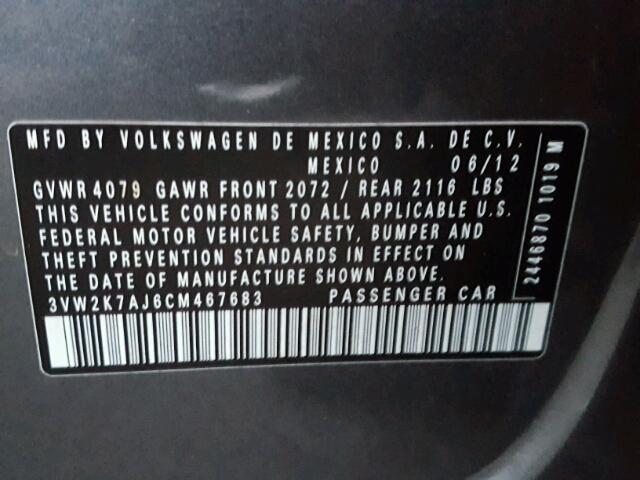 MFD BY VOLKSWAGEN DE MEXICO S.A. DE C.V.
MEXICO 06/12
GVWR 4079 GAWR FRONT 2072 / REAR 2116 LBS
THIS VEHICLE CONFORMS TO ALL APPLICABLE U.S.
FEDERAL MOTOR VEHICLE SAFETY, BUMPER AND
THEFT PREVENTION STANDARDS IN EFFECT ON
THE DATE OF MANUFACTURE SHOWN ABOVE.
3VW2K7AJ6CM467683 PASSENGER CAR
2446870 1019 M